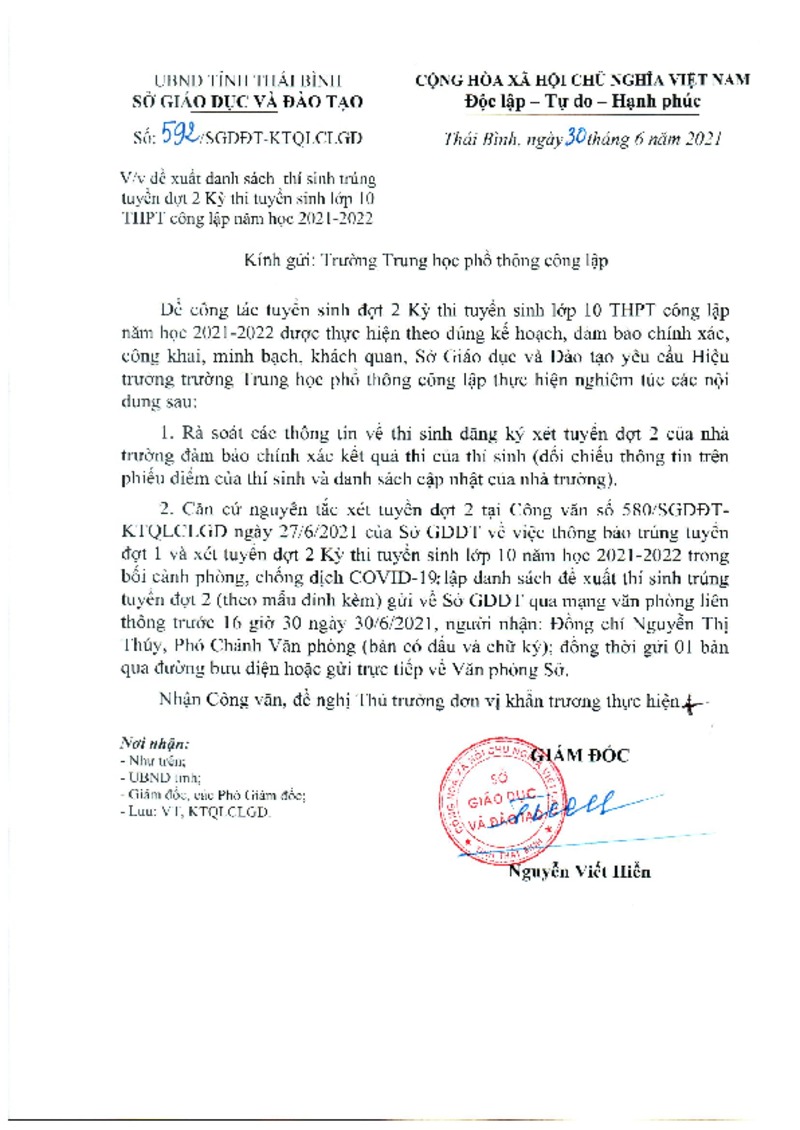 UBND TỈNH THÁI BÌNH
SỞ GIÁO DỤC VÀ ĐÀO TẠO
Số: 592/SGDĐT-KTQLCLGD
CỘNG HÒA XÃ HỘI CHỦ NGHĨA VIỆT NAM
Độc lập – Tự do – Hạnh phúc
Thái Bình, ngày 30 tháng 6 năm 2021
V/v đề xuất danh sách thí sinh trúng
tuyển đợt 2 Kỳ thi tuyển sinh lớp 10
THPT công lập năm học 2021-2022
Kính gửi: Trường Trung học phổ thông công lập
Để công tác tuyển sinh đợt 2 Kỳ thi tuyển sinh lớp 10 THPT công lập
năm học 2021-2022 được thực hiện theo đúng kế hoạch, đảm bảo chính xác,
công khai, minh bạch, khách quan, Sở Giáo dục và Đào tạo yêu cầu Hiệu
trưởng trường Trung học phổ thông công lập thực hiện nghiêm túc các nội
dung sau:
1. Rà soát các thông tin về thí sinh đăng ký xét tuyển đợt 2 của nhà
trường đảm bảo chính xác kết quả thi của thí sinh (đối chiếu thông tin trên
phiếu điểm của thí sinh và danh sách cập nhật của nhà trường).
2. Căn cứ nguyên tắc xét tuyển đợt 2 tại Công văn số 580/SGDĐT-
KTQLCLGD ngày 27/6/2021 của Sở GDĐT về việc thông báo trúng tuyển
đợt 1 và xét tuyển đợt 2 Kỳ thi tuyển sinh lớp 10 năm học 2021-2022 trong
bối cảnh phòng, chống dịch COVID-19; lập danh sách đề xuất thí sinh trúng
tuyển đợt 2 (theo mẫu đính kèm) gửi về Sở GDĐT qua mạng văn phòng liên
thông trước 16 giờ 30 ngày 30/6/2021, người nhận: Đồng chí Nguyễn Thị
Thúy, Phó Chánh Văn phòng (bản có dấu và chữ ký); đồng thời gửi 01 bản
qua đường bưu điện hoặc gửi trực tiếp về Văn phòng Sở.
Nhận Công văn, đề nghị Thủ trưởng đơn vị khẩn trương thực hiện./.
Nơi nhận:
- Như trên;
- UBND tỉnh;
- Giám đốc, các Phó Giám đốc;
- Lưu: VT, KTQLCLGD.
GIÁM ĐỐC
CỘNG HÒA XÃ HỘI CHỦ NGHĨA VIỆT
SỞ
GIÁO DỤC
VÀ ĐÀO TẠO
TỈNH THÁI BÌNH
Nguyễn Viết Hiển